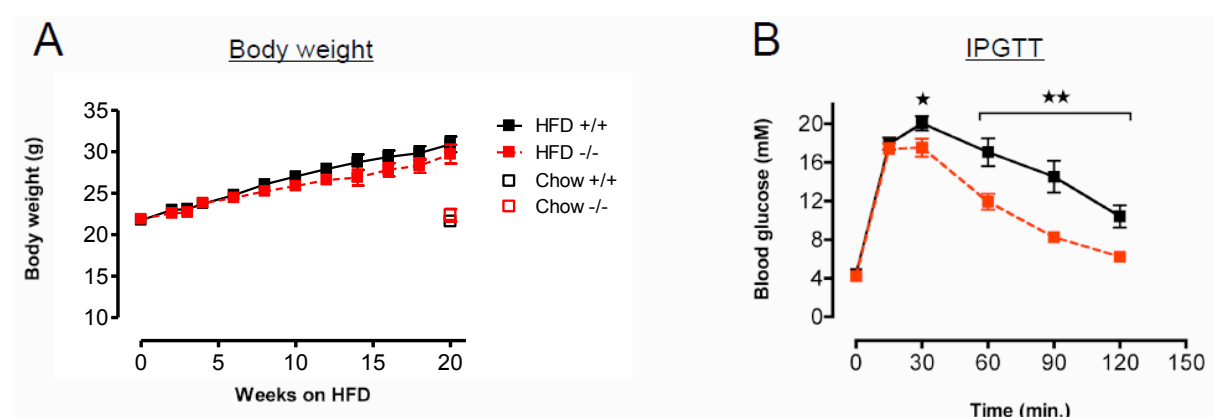 A
Body weight
35
30
25
20
15
10
Body weight (g)
0 5 10 15 20
Weeks on HFD
HFD +/+
HFD -/-
Chow +/+
Chow -/-
B
IPGTT
★
★★
20
16
12
8
4
0
Blood glucose (mM)
0 30 60 90 120 150
Time (min.)